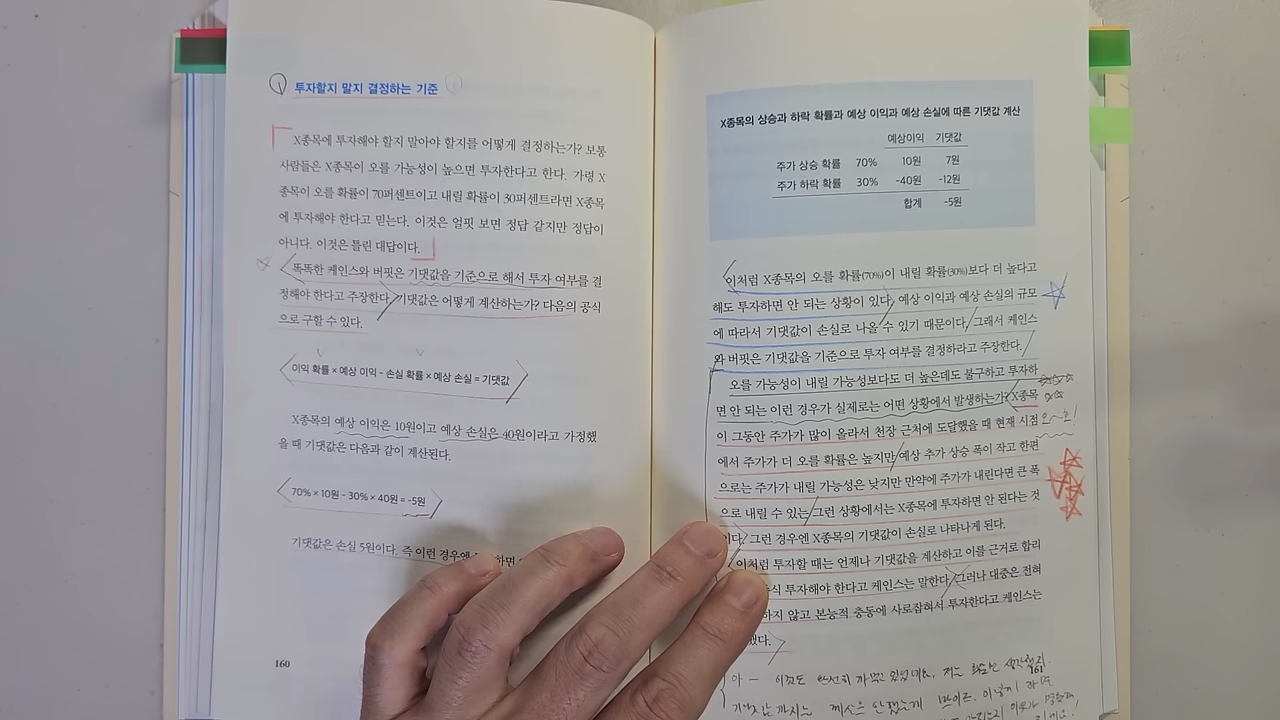 투자할지 말지 결정하는 기준
X종목에 투자해야 할지 말아야 할지를 어떻게 결정하는가? 보통
사람들은 X종목이 오를 가능성이 높으면 투자한다고 한다. 가령 X
종목이 오를 확률이 70퍼센트이고 내릴 확률이 30퍼센트라면 X종목
에 투자해야 한다고 믿는다. 이것은 얼핏 보면 정답 같지만 정답이
아니다. 이것은 틀린 대답이다.
똑똑한 케인스와 버핏은 기댓값을 기준으로 해서 투자 여부를 결
정해야 한다고 주장한다. 기댓값은 어떻게 계산하는가? 다음의 공식
으로 구할 수 있다.
이익 확률 × 예상 이익 − 손실 확률 × 예상 손실 = 기댓값
X종목의 예상 이익은 10원이고 예상 손실은 40원이라고 가정했
을 때 기댓값은 다음과 같이 계산된다.
70% × 10원 − 30% × 40원 = -5원
기댓값은 손실 5원이다. 즉 이런 경우엔
160
X종목의 상승과 하락 확률과 예상 이익과 예상 손실에 따른 기댓값 계산
예상이익 기댓값
주가 상승 확률 70% 10원 7원
주가 하락 확률 30% -40원 -12원
합계 -5원
이처럼 X종목의 오를 확률(70%)이 내릴 확률(30%)보다 더 높다고
해도 투자하면 안 되는 상황이 있다. 예상 이익과 예상 손실의 규모
에 따라서 기댓값이 손실로 나올 수 있기 때문이다. 그래서 케인스
와 버핏은 기댓값을 기준으로 투자 여부를 결정하라고 주장한다.
오를 가능성이 내릴 가능성보다도 더 높은데도 불구하고 투자하
면 안 되는 이런 경우가 실제로는 어떤 상황에서 발생하는가? X종목
이 그동안 주가가 많이 올라서 천장 근처에 도달했을 때 현재 시점
에서 주가가 더 오를 확률은 높지만 예상 추가 상승 폭이 작고 한편
으로는 주가가 내릴 가능성은 낮지만 만약에 주가가 내린다면 큰 폭
으로 내릴 수 있는 그런 상황에서는 X종목에 투자하면 안 된다는 것
이다. 그런 경우엔 X종목의 기댓값이 손실로 나타나게 된다.
이처럼 투자할 때는 언제나 기댓값을 계산하고 이를 근거로 합리
투자해야 한다고 케인스는 말한다. 그러나 대중은 전혀
하지 않고 본능적 충동에 사로잡혀서 투자한다고 케인스는
161